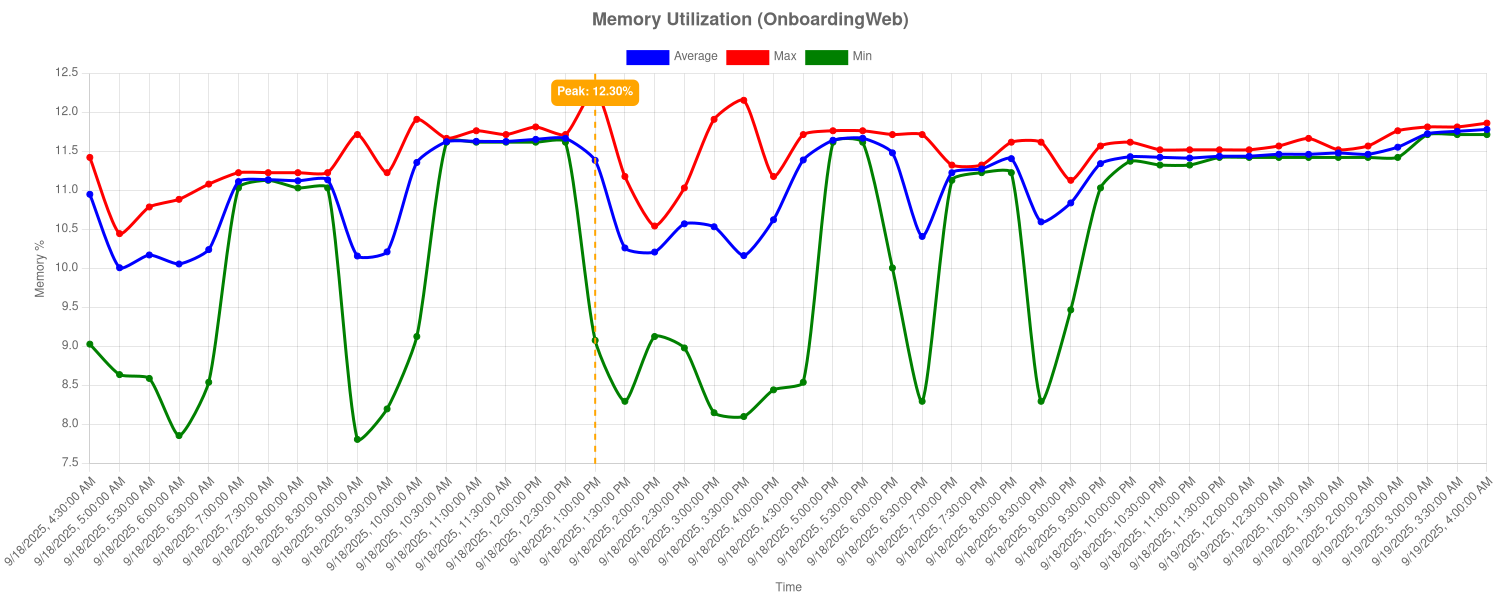 Memory Utilization (OnboardingWeb)
Average Max Min
Peak: 12.30%
12.5
12.0
11.5
11.0
10.5
10.0
9.5
9.0
8.5
8.0
7.5
Memory %
9/18/2025, 4:30:00 AM
9/18/2025, 5:00:00 AM
9/18/2025, 5:30:00 AM
9/18/2025, 6:00:00 AM
9/18/2025, 6:30:00 AM
9/18/2025, 7:00:00 AM
9/18/2025, 7:30:00 AM
9/18/2025, 8:00:00 AM
9/18/2025, 8:30:00 AM
9/18/2025, 9:00:00 AM
9/18/2025, 9:30:00 AM
9/18/2025, 10:00:00 AM
9/18/2025, 10:30:00 AM
9/18/2025, 11:00:00 AM
9/18/2025, 11:30:00 AM
9/18/2025, 12:00:00 PM
9/18/2025, 12:30:00 PM
9/18/2025, 1:00:00 PM
9/18/2025, 1:30:00 PM
9/18/2025, 2:00:00 PM
9/18/2025, 2:30:00 PM
9/18/2025, 3:00:00 PM
9/18/2025, 3:30:00 PM
9/18/2025, 4:00:00 PM
9/18/2025, 4:30:00 PM
9/18/2025, 5:00:00 PM
9/18/2025, 5:30:00 PM
9/18/2025, 6:00:00 PM
9/18/2025, 6:30:00 PM
9/18/2025, 7:00:00 PM
9/18/2025, 7:30:00 PM
9/18/2025, 8:00:00 PM
9/18/2025, 8:30:00 PM
9/18/2025, 9:00:00 PM
9/18/2025, 9:30:00 PM
9/18/2025, 10:00:00 PM
9/18/2025, 10:30:00 PM
9/18/2025, 11:00:00 PM
9/18/2025, 11:30:00 PM
9/19/2025, 12:00:00 AM
9/19/2025, 12:30:00 AM
9/19/2025, 1:00:00 AM
9/19/2025, 1:30:00 AM
9/19/2025, 2:00:00 AM
9/19/2025, 2:30:00 AM
9/19/2025, 3:00:00 AM
9/19/2025, 3:30:00 AM
9/19/2025, 4:00:00 AM
Time